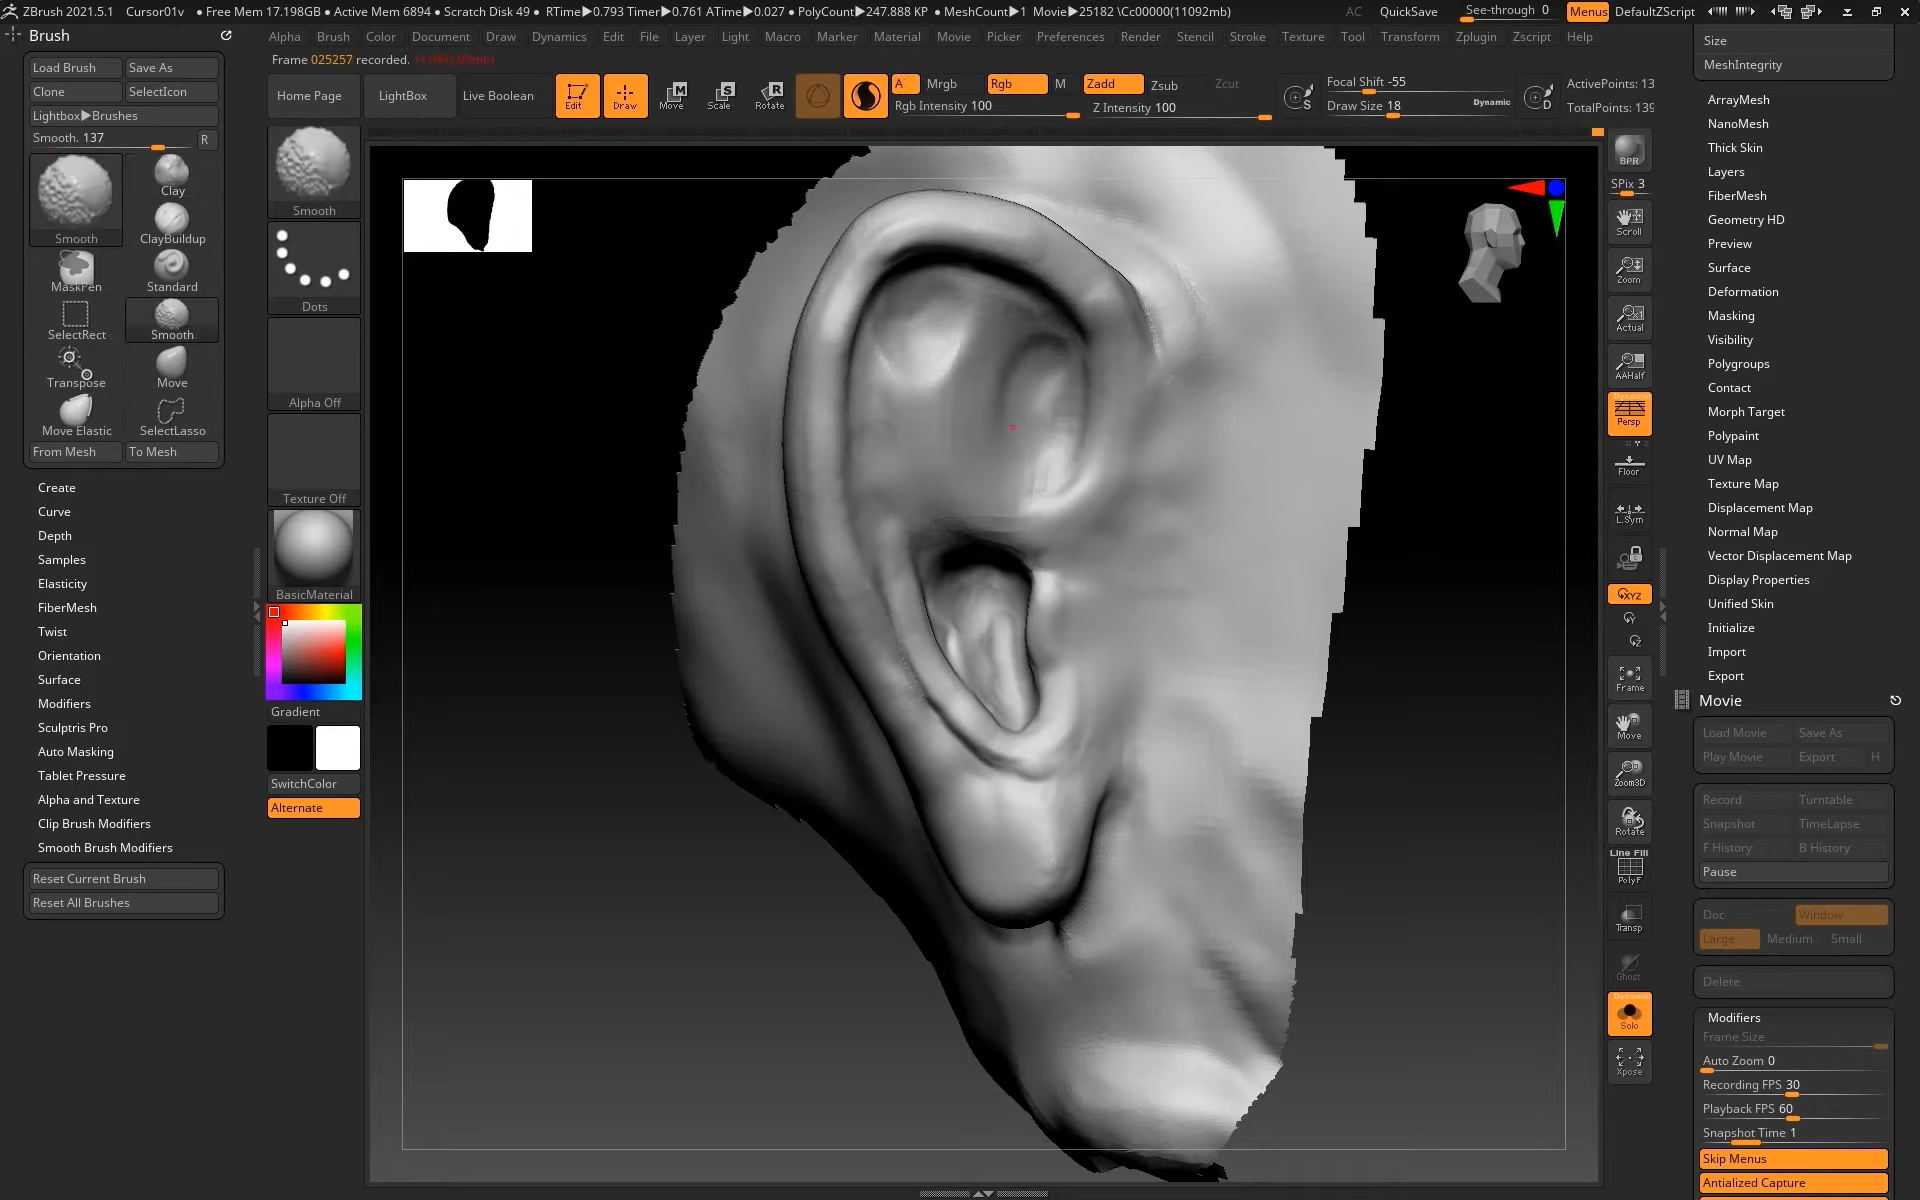 ZBrush 2021.5.1 Cursor01v • Free Mem 17.198GB • Active Mem 6894 • Scratch Disk 49 • RTime▶0.793 Timer▶0.761 ATime▶0.027 • PolyCount▶247.888 KP • MeshCount▶1 Movie▶25182 \Cc00000(11092mb) AC QuickSave See-through 0 Menus DefaultZScript
Brush
Alpha Brush Color Document Draw Dynamics Edit File Layer Light Macro Marker Material Movie Picker Preferences Render Stencil Stroke Texture Tool Transform Zplugin Zscript Help
Frame 025257 recorded.
Load Brush Save As
Clone SelectIcon
Lightbox▶Brushes
Smooth. 137 R
Smooth
Clay
ClayBuildup
MaskPen
Standard
SelectRect
Smooth
Transpose
Move
Move Elastic
SelectLasso
From Mesh To Mesh
Create
Curve
Depth
Samples
Elasticity
FiberMesh
Twist
Orientation
Surface
Modifiers
Sculptris Pro
Auto Masking
Tablet Pressure
Alpha and Texture
Clip Brush Modifiers
Smooth Brush Modifiers
Reset Current Brush
Reset All Brushes
Home Page LightBox Live Boolean
Edit Draw Move Scale Rotate
M S R
A Mrgb Rgb M Zadd Zsub Zcut
Rgb Intensity 100 Z Intensity 100
S
Focal Shift -55
Draw Size 18 Dynamic
D
ActivePoints: 13
TotalPoints: 139
Smooth
Dots
Alpha Off
Texture Off
BasicMaterial
Gradient
SwitchColor
Alternate
BPR
SPix 3
Scroll
Zoom
Actual
AAHalf
Dynamic
Persp
Floor
L.Sym
XYZ
Y
Z
Frame
Move
Zoom3D
Rotate
Line Fill
PolyF
Transp
Ghost
Dynamic
Solo
Xpose
Size
MeshIntegrity
ArrayMesh
NanoMesh
Thick Skin
Layers
FiberMesh
Geometry HD
Preview
Surface
Deformation
Masking
Visibility
Polygroups
Contact
Morph Target
Polypaint
UV Map
Texture Map
Displacement Map
Normal Map
Vector Displacement Map
Display Properties
Unified Skin
Initialize
Import
Export
Movie
Load Movie Save As
Play Movie Export H
Record Turntable
Snapshot TimeLapse
F History B History
Pause
Doc Window
Large Medium Small
Delete
Modifiers
Frame Size
Auto Zoom 0
Recording FPS 30
Playback FPS 60
Snapshot Time 1
Skip Menus
Antialized Capture